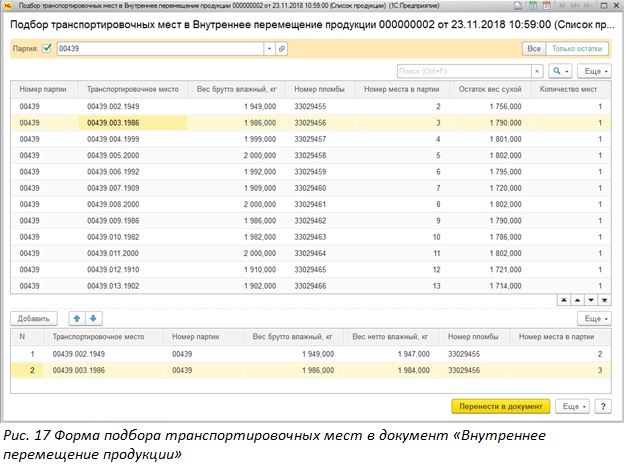 Подбор транспортировочных мест в Внутреннее перемещение продукции 000000002 от 23.11.2018 10:59:00 (Список продукции) (1С:Предприятие)
M M+ M-
Подбор транспортировочных мест в Внутреннее перемещение продукции 000000002 от 23.11.2018 10:59:00 (Список пр...
Партия: 00439 Все Только остатки
Поиск (Ctrl+F) × Еще
Номер партии Транспортировочное место Вес брутто влажный, кг Номер пломбы Номер места в партии Остаток вес сухой Количество мест
00439 00439.002.1949 1 949,000 33029455 2 1 756,000 1
00439 00439.003.1986 1 986,000 33029456 3 1 790,000 1
00439 00439.004.1999 1 999,000 33029457 4 1 801,000 1
00439 00439.005.2000 2 000,000 33029458 5 1 802,000 1
00439 00439.006.1992 1 992,000 33029459 6 1 795,000 1
00439 00439.007.1909 1 909,000 33029460 7 1 720,000 1
00439 00439.008.2000 2 000,000 33029461 8 1 802,000 1
00439 00439.009.1986 1 986,000 33029462 9 1 790,000 1
00439 00439.010.1982 1 982,000 33029463 10 1 786,000 1
00439 00439.011.2000 2 000,000 33029464 11 1 802,000 1
00439 00439.012.1910 1 910,000 33029465 12 1 721,000 1
00439 00439.013.1902 1 902,000 33029466 13 1 714,000 1
Добавить Еще
N Транспортировочное место Номер партии Вес брутто влажный, кг Вес нетто влажный, кг Номер пломбы Номер места в партии
1 00439.002.1949 00439 1 949,000 1 947,000 33029455 2
2 00439.003.1986 00439 1 986,000 1 984,000 33029456 3
Перенести в документ Еще ?
Рис. 17 Форма подбора транспортировочных мест в документ «Внутреннее
перемещение продукции»